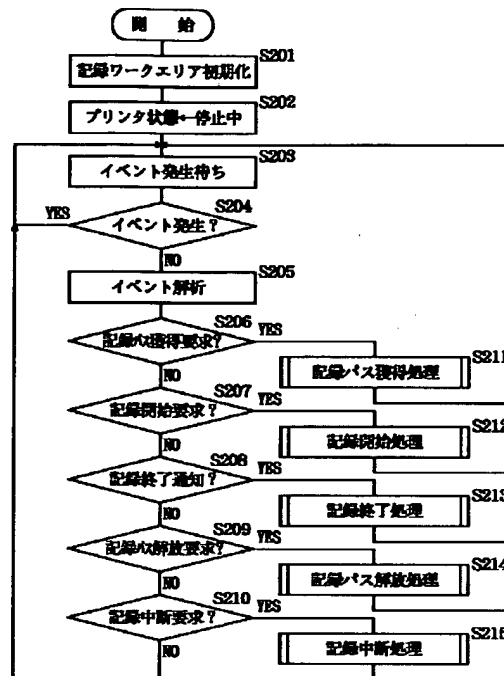 開 始
記録ワークエリア初期化
S201
プリンタ状態←停止中
S202
イベント発生待ち
S203
イベント発生?
S204
YES
NO
イベント解析
S205
記録パス獲得要求?
S206
YES
NO
記録パス獲得処理
S211
記録開始要求?
S207
YES
NO
記録開始処理
S212
記録終了通知?
S208
YES
NO
記録終了処理
S213
記録パス解放要求?
S209
YES
NO
記録パス解放処理
S214
記録中断要求?
S210
YES
NO
記録中断処理
S215